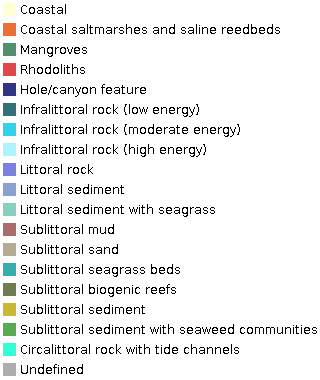 Coastal
Coastal saltmarshes and saline reedbeds
Mangroves
Rhodoliths
Hole/canyon feature
Infralittoral rock (low energy)
Infralittoral rock (moderate energy)
Infralittoral rock (high energy)
Littoral rock
Littoral sediment
Littoral sediment with seagrass
Sublittoral mud
Sublittoral sand
Sublittoral seagrass beds
Sublittoral biogenic reefs
Sublittoral sediment
Sublittoral sediment with seaweed communities
Circalittoral rock with tide channels
Undefined